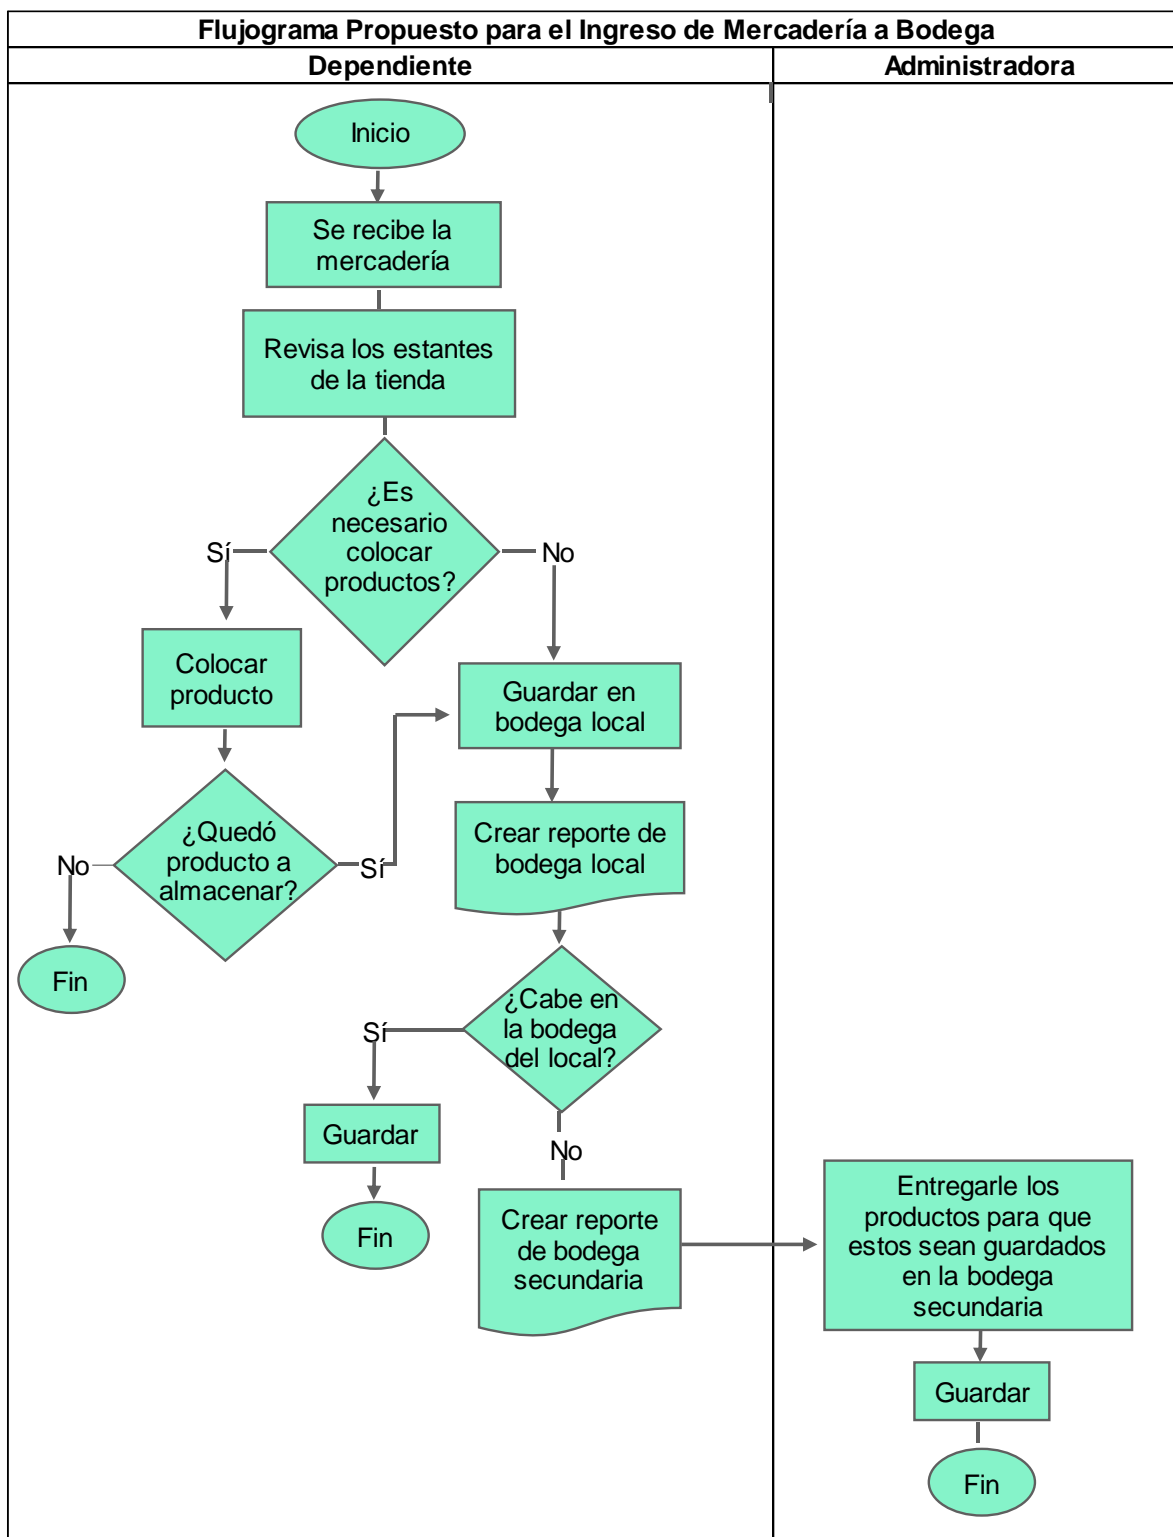 Flujograma Propuesto para el Ingreso de Mercadería a Bodega
Dependiente
Administradora
Inicio
Se recibe la
mercadería
Revisa los estantes
de la tienda
¿Es
necesario
colocar
productos?
Sí
No
Colocar
producto
Guardar en
bodega local
¿Quedó
producto a
almacenar?
No
Sí
Crear reporte de
bodega local
Fin
¿Cabe en
la bodega
del local?
Sí
Guardar
No
Fin
Crear reporte
de bodega
secundaria
Entregarle los
productos para que
estos sean guardados
en la bodega
secundaria
Guardar
Fin